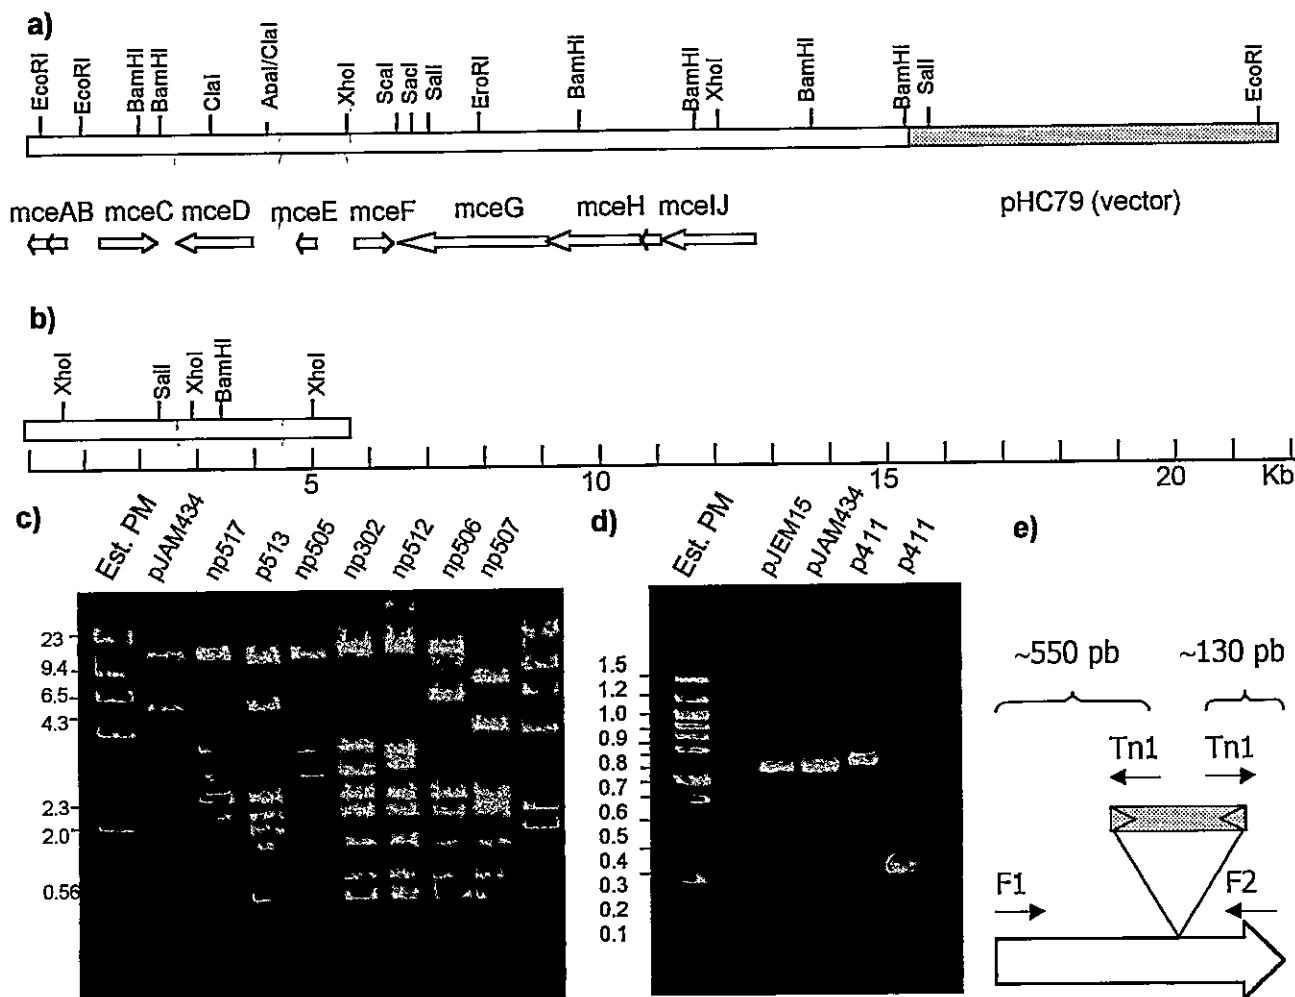 a)
EcoRI
EcoRI
BamHI
BamHI
ClaI
ApaI/ClaI
XhoI
ScaI
SacI
SalI
EroRI
BamHI
BamHI
XhoI
BamHI
BamHI
SalI
EcoRI
mceAB mceC mceD mceE mceF mceG mceH mceIJ
pHC79 (vector)
b)
XhoI
SalI
XhoI
BamHI
XhoI
5 10 15 20 Kb
c)
Est. PM
pJAM434
np517
p513
np505
np302
np512
np506
np507
23
9.4
6.5
4.3
2.3
2.0
0.56
d)
Est. PM
pJEM15
pJAM434
p411
p411
1.5
1.2
1.0
0.9
0.8
0.7
0.6
0.5
0.4
0.3
0.2
0.1
e)
~550 pb ~130 pb
Tn1 Tn1
F1 F2